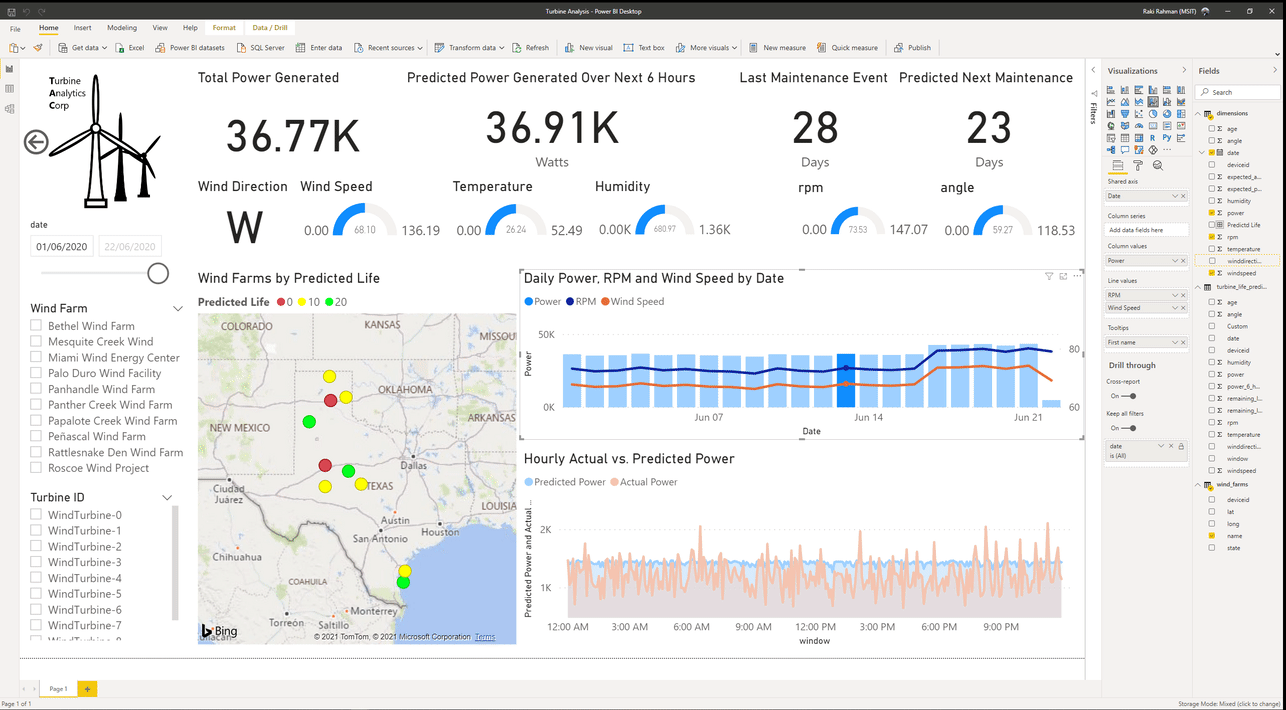 Turbine Analysis - Power BI Desktop
Raki Rahman (MSIT)
File Home Insert Modeling View Help Format Data / Drill
Get data Excel Power BI datasets SQL Server Enter data Recent sources Transform data Refresh New visual Text box More visuals New measure Quick measure Publish
Turbine
Analytics
Corp
date
01/06/2020 22/06/2020
Wind Farm
Bethel Wind Farm
Mesquite Creek Wind
Miami Wind Energy Center
Palo Duro Wind Facility
Panhandle Wind Farm
Panther Creek Wind Farm
Papalote Creek Wind Farm
Peñascal Wind Farm
Rattlesnake Den Wind Farm
Roscoe Wind Project
Turbine ID
WindTurbine-0
WindTurbine-1
WindTurbine-2
WindTurbine-3
WindTurbine-4
WindTurbine-5
WindTurbine-6
WindTurbine-7
Total Power Generated
36.77K
Predicted Power Generated Over Next 6 Hours
36.91K
Watts
Last Maintenance Event
28
Days
Predicted Next Maintenance
23
Days
Wind Direction
W
Wind Speed
0.00 68.10 136.19
Temperature
0.00 26.24 52.49
Humidity
0.00K 680.97 1.36K
rpm
0.00 73.53 147.07
angle
0.00 59.27 118.53
Wind Farms by Predicted Life
Predicted Life 0 10 20
COLORADO
KANSAS
MISSOU
OKLAHOMA
NEW MEXICO
ARKANSAS
Dallas
Ciudad
Juárez
TEXAS
LOUISIA
Austin
San Antonio
Houston
Chihuahua
COAHUILA
Monterrey
Torreón
Saltillo
Bing
© 2021 TomTom, © 2021 Microsoft Corporation Terms
Daily Power, RPM and Wind Speed by Date
Power RPM Wind Speed
Power
50K
0K
80
60
Jun 07 Jun 14 Jun 21
Date
Hourly Actual vs. Predicted Power
Predicted Power Actual Power
Predicted Power and Actual ...
2K
1K
12:00 AM 3:00 AM 6:00 AM 9:00 AM 12:00 PM 3:00 PM 6:00 PM 9:00 PM
window
Filters
Visualizations
Shared axis
Date
Column series
Add data fields here
Column values
Power
Line values
RPM
Wind Speed
Tooltips
First name
Drill through
Cross-report
On
Keep all filters
On
date
is (All)
Fields
Search
dimensions
age
angle
date
deviceid
expected_a...
expected_p...
humidity
power
Predictd Life
rpm
temperature
winddirecti...
windspeed
turbine_life_predi...
age
angle
Custom
date
deviceid
humidity
power
power_6_h...
remaining_l...
remaining_l...
rpm
temperature
winddirecti...
window
windspeed
wind_farms
deviceid
lat
long
name
state
Page 1
Page 1 of 1
Storage Mode: Mixed (click to change)